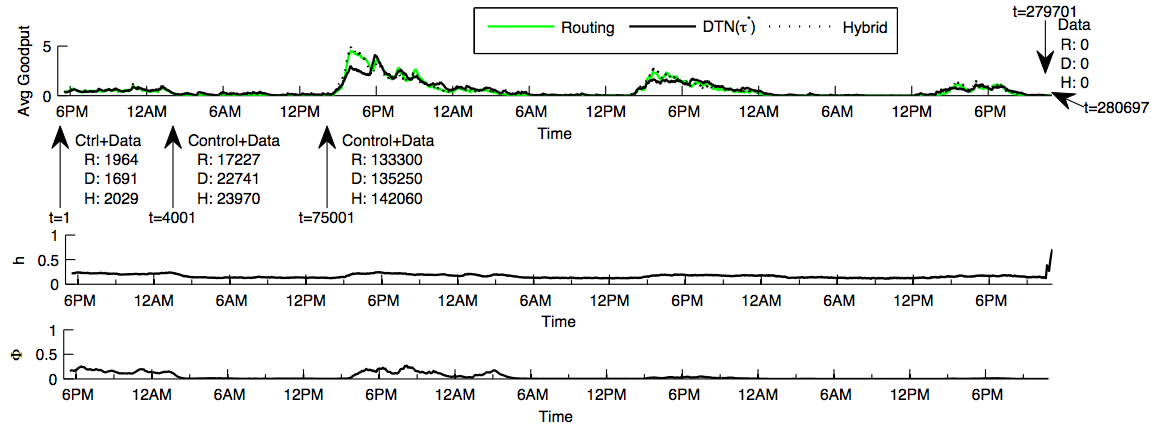 t=279701
Routing DTN(τ*) Hybrid
Data
R: 0
D: 0
H: 0
t=280697
Avg Goodput
5
0
6PM 12AM 6AM 12PM 6PM 12AM 6AM 12PM 6PM 12AM 6AM 12PM 6PM
Time
Ctrl+Data
R: 1964
D: 1691
H: 2029
t=1
Control+Data
R: 17227
D: 22741
H: 23970
t=4001
Control+Data
R: 133300
D: 135250
H: 142060
t=75001
h
1
0.5
0
6PM 12AM 6AM 12PM 6PM 12AM 6AM 12PM 6PM 12AM 6AM 12PM 6PM
Time
Φ
1
0.5
0
6PM 12AM 6AM 12PM 6PM 12AM 6AM 12PM 6PM 12AM 6AM 12PM 6PM
Time